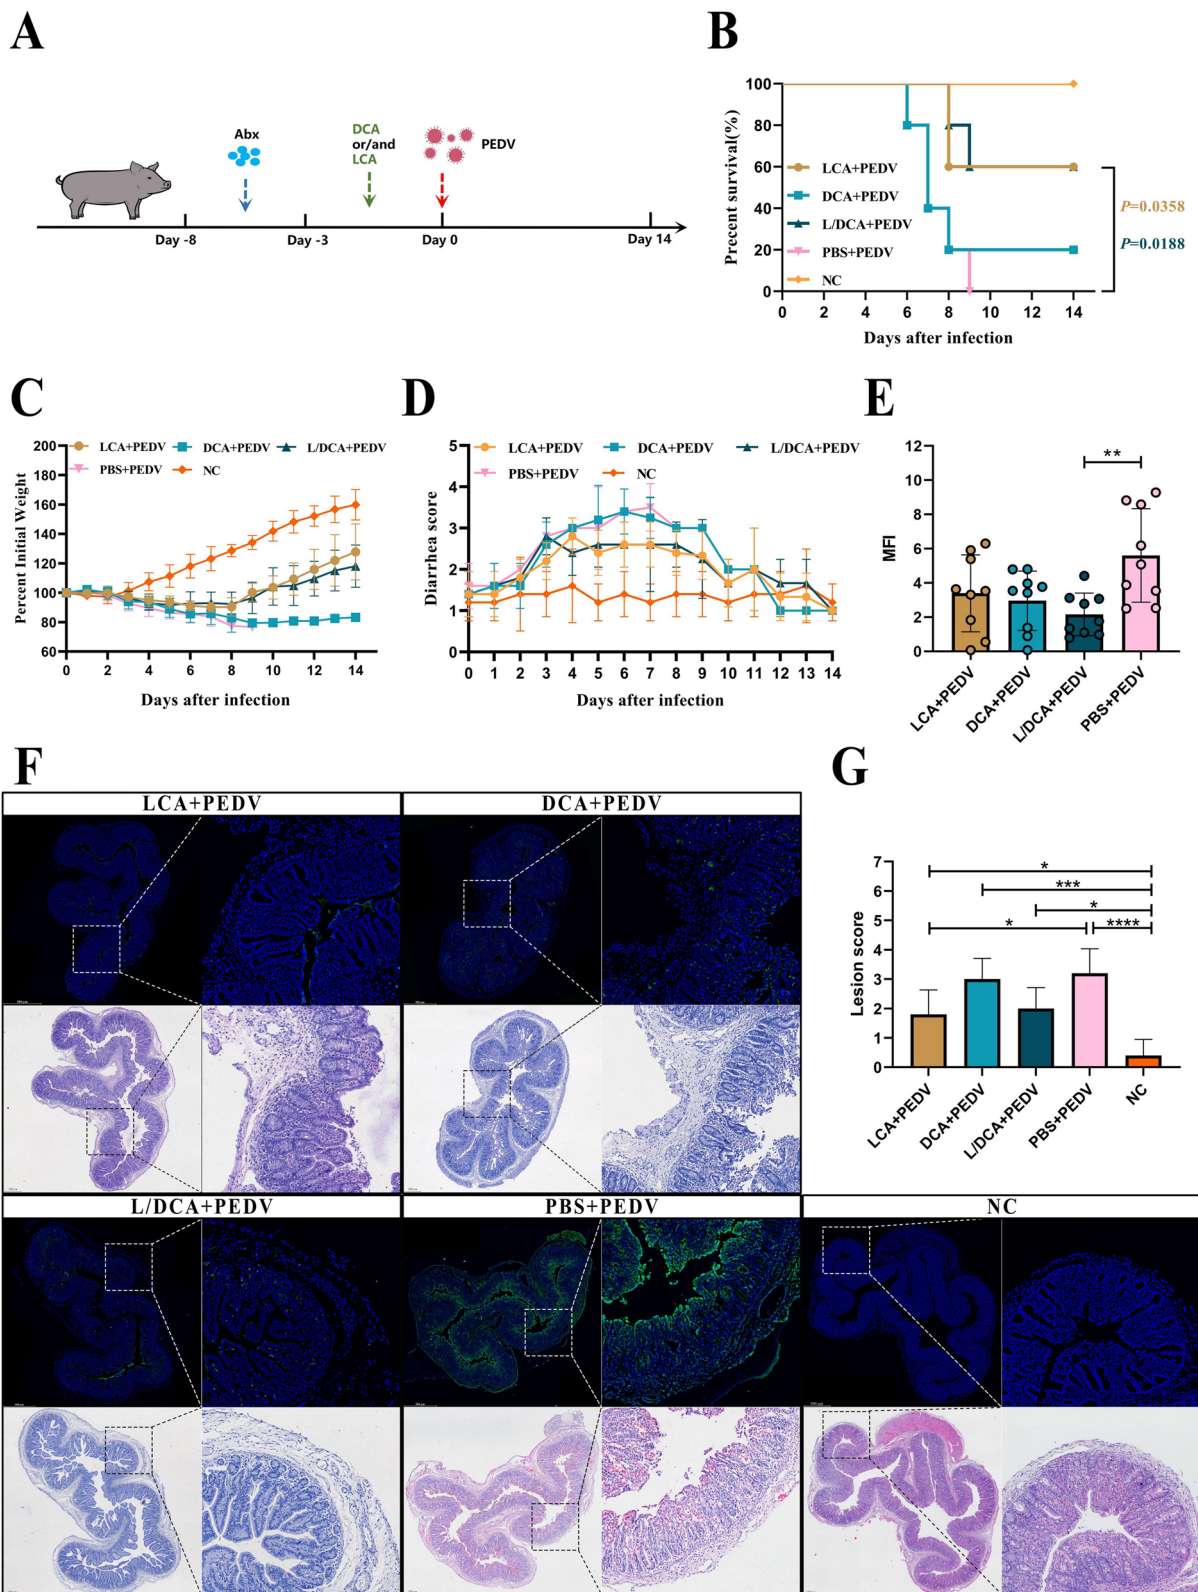 A
Abx
DCA
or/and
LCA
PEDV
Day -8
Day -3
Day 0
Day 14
B
Precent survival(%)
100
80
60
40
20
0
LCA+PEDV
DCA+PEDV
L/DCA+PEDV
PBS+PEDV
NC
P=0.0358
P=0.0188
0 2 4 6 8 10 12 14
Days after infection
C
Percent Initial Weight
200
180
160
140
120
100
80
60
LCA+PEDV DCA+PEDV L/DCA+PEDV
PBS+PEDV NC
0 2 4 6 8 10 12 14
Days after infection
D
Diarrhea score
5
4
3
2
1
0
LCA+PEDV DCA+PEDV L/DCA+PEDV
PBS+PEDV NC
0 1 2 3 4 5 6 7 8 9 10 11 12 13 14
Days after infection
E
MFI
12
10
8
6
4
2
0
**
LCA+PEDV
DCA+PEDV
L/DCA+PEDV
PBS+PEDV
F
LCA+PEDV DCA+PEDV
L/DCA+PEDV PBS+PEDV NC
G
Lesion score
7
6
5
4
3
2
1
0
*
***
*
* ****
LCA+PEDV
DCA+PEDV
L/DCA+PEDV
PBS+PEDV
NC